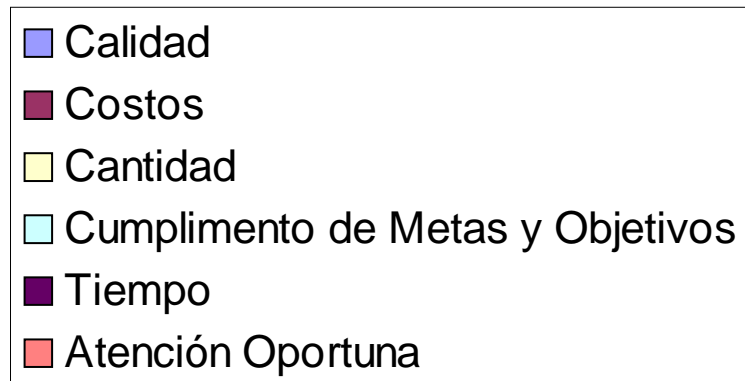 Calidad
Costos
Cantidad
Cumplimento de Metas y Objetivos
Tiempo
Atención Oportuna